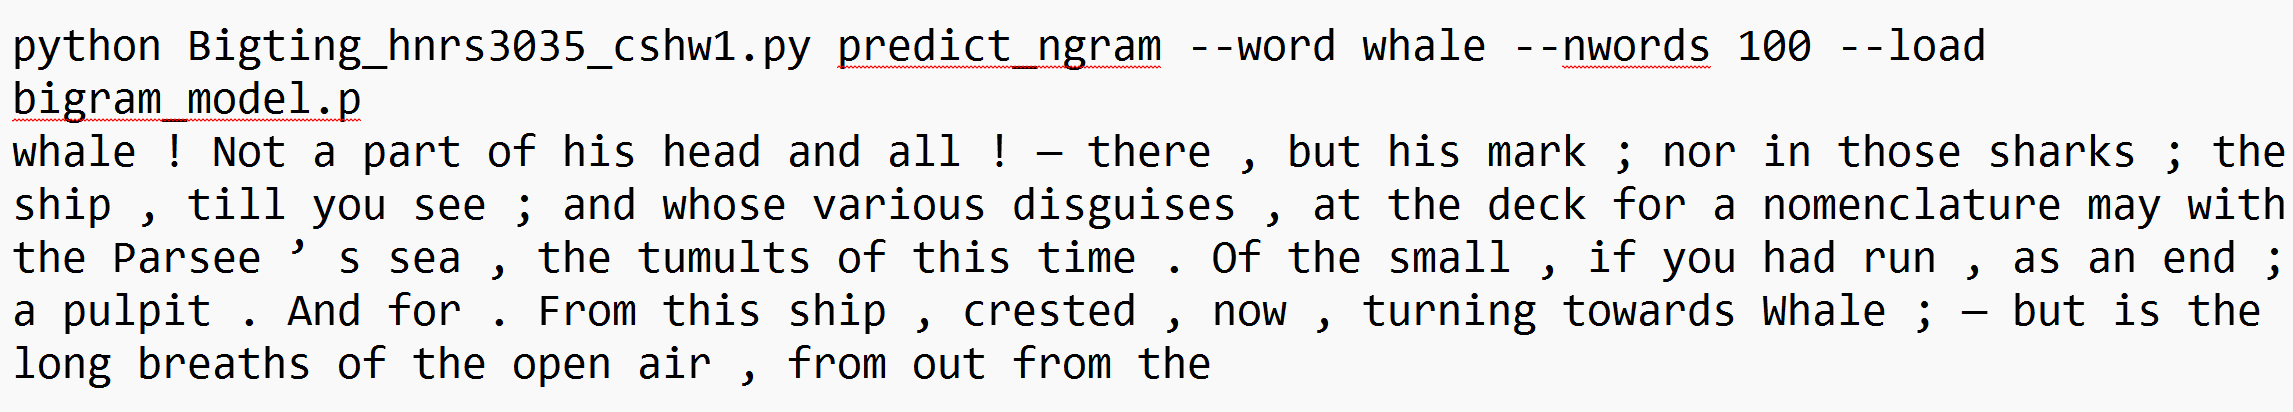 python Bigting_hnrs3035_cshw1.py predict_ngram --word whale --nwords 100 --load
bigram_model.p
whale ! Not a part of his head and all ! — there , but his mark ; nor in those sharks ; the
ship , till you see ; and whose various disguises , at the deck for a nomenclature may with
the Parsee ’ s sea , the tumults of this time . Of the small , if you had run , as an end ;
a pulpit . And for . From this ship , crested , now , turning towards Whale ; — but is the
long breaths of the open air , from out from the